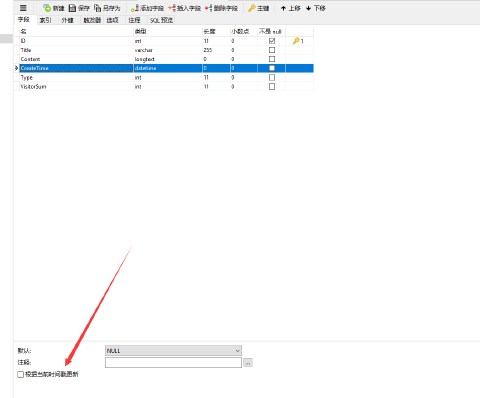 新建 保存 另存为 添加字段 插入字段 删除字段 主键 上移 下移
字段 索引 外键 触发器 选项 注释 SQL 预览
名 类型 长度 小数点 不是 null
ID int 11 0 1
Title varchar 255 0
Content longtext 0 0
CreateTime datetime 0 0
Type int 11 0
VisitorSum int 11 0
默认: NULL
注释: ...
根据当前时间戳更新